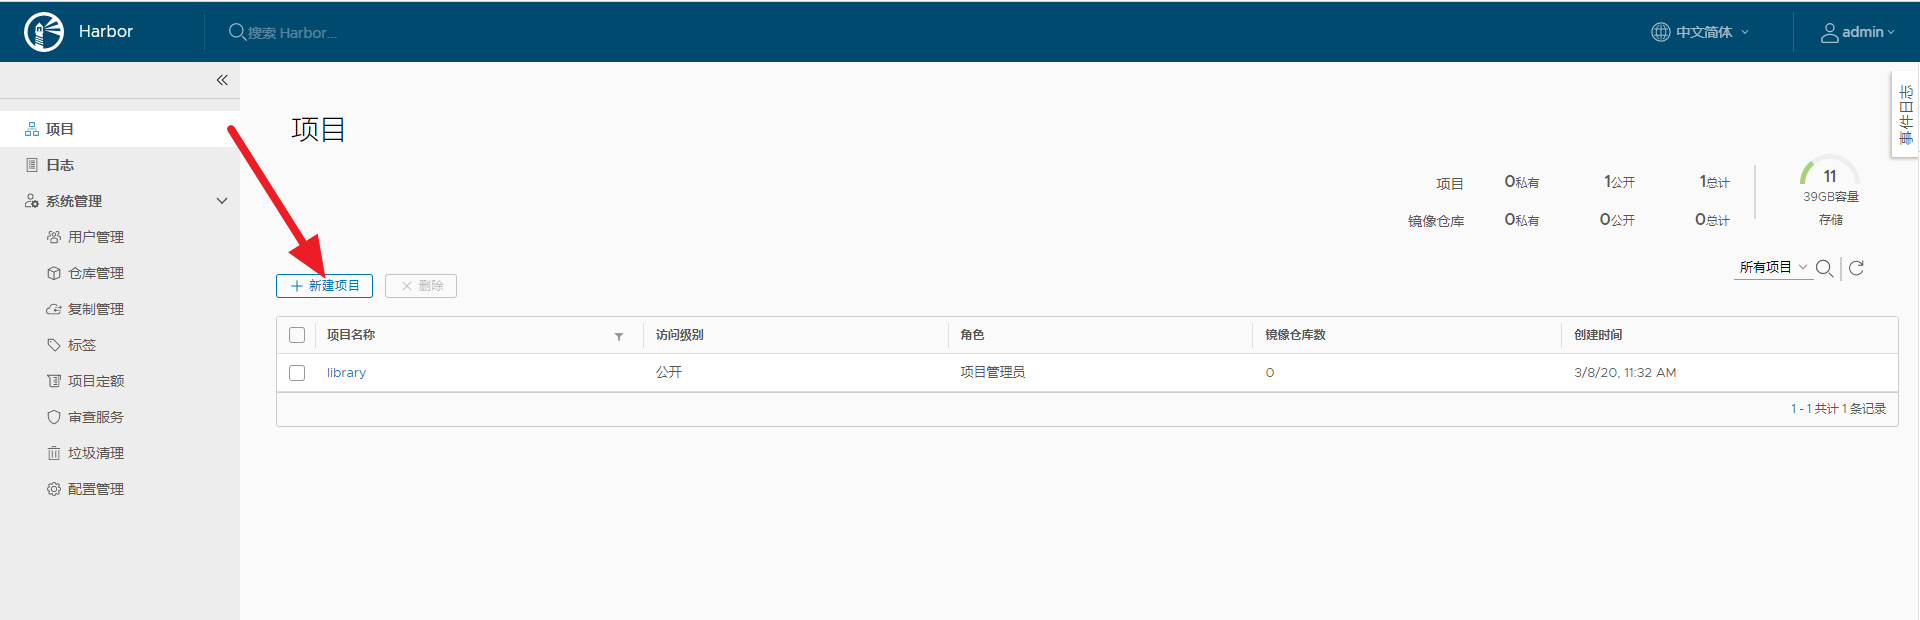 Harbor
搜索 Harbor...
中文简体
admin
项目
日志
系统管理
用户管理
仓库管理
复制管理
标签
项目定额
审查服务
垃圾清理
配置管理
项目
事件日志
项目 0私有 1公开 1总计
镜像仓库 0私有 0公开 0总计
11
39GB容量
存储
新建项目 删除
所有项目
项目名称 访问级别 角色 镜像仓库数 创建时间
library 公开 项目管理员 0 3/8/20, 11:32 AM
1 - 1 共计 1 条记录